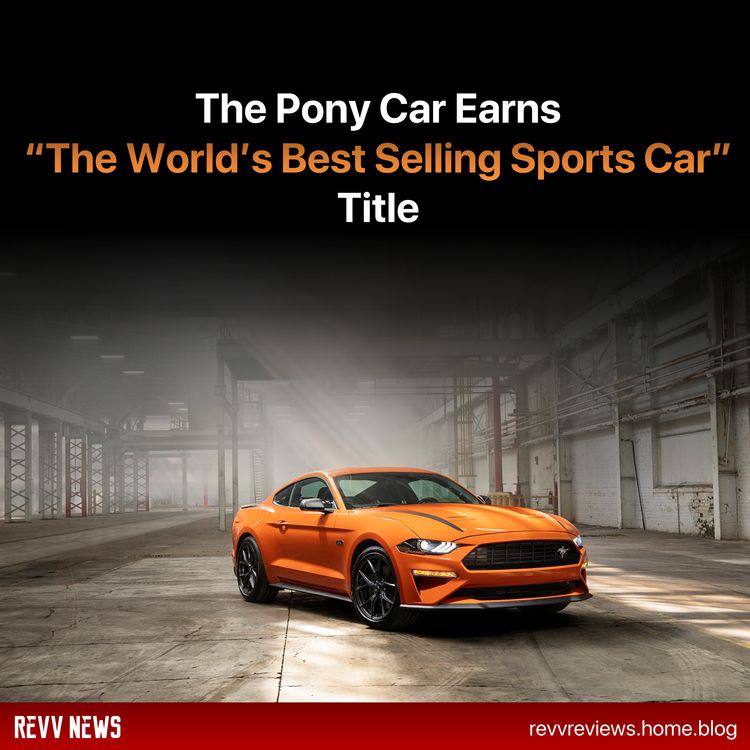 The Pony Car Earns
“The World’s Best Selling Sports Car”
Title
REVV NEWS
revvreviews.home.blog